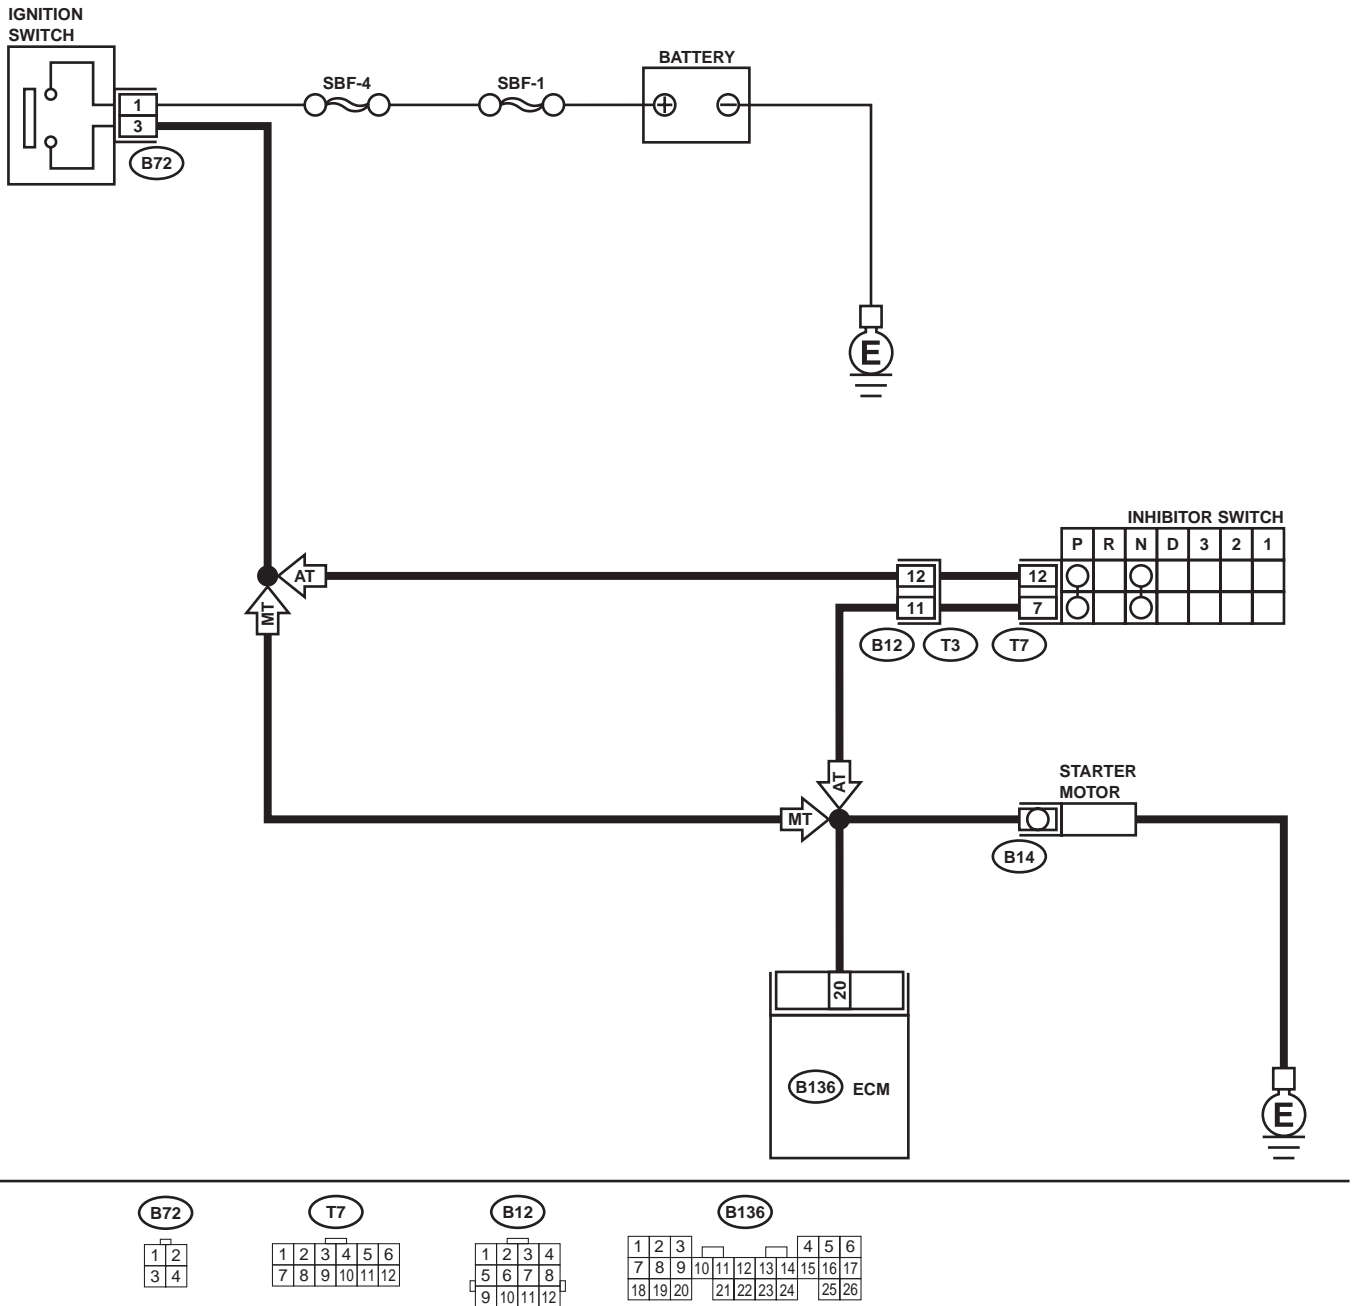 IGNITION
SWITCH
BATTERY
SBF-4
SBF-1
1
3
B72
E
INHIBITOR SWITCH
P R N D 3 2 1
AT
12
12
MT
11
7
B12
T3
T7
AT
STARTER
MOTOR
MT
B14
20
B136
ECM
E
B72
T7
B12
B136
1 2
3 4
1 2 3 4 5 6
7 8 9 10 11 12
1 2 3 4
5 6 7 8
9 10 11 12
1 2 3 4 5 6
7 8 9 10 11 12 13 14 15 16 17
18 19 20 21 22 23 24 25 26